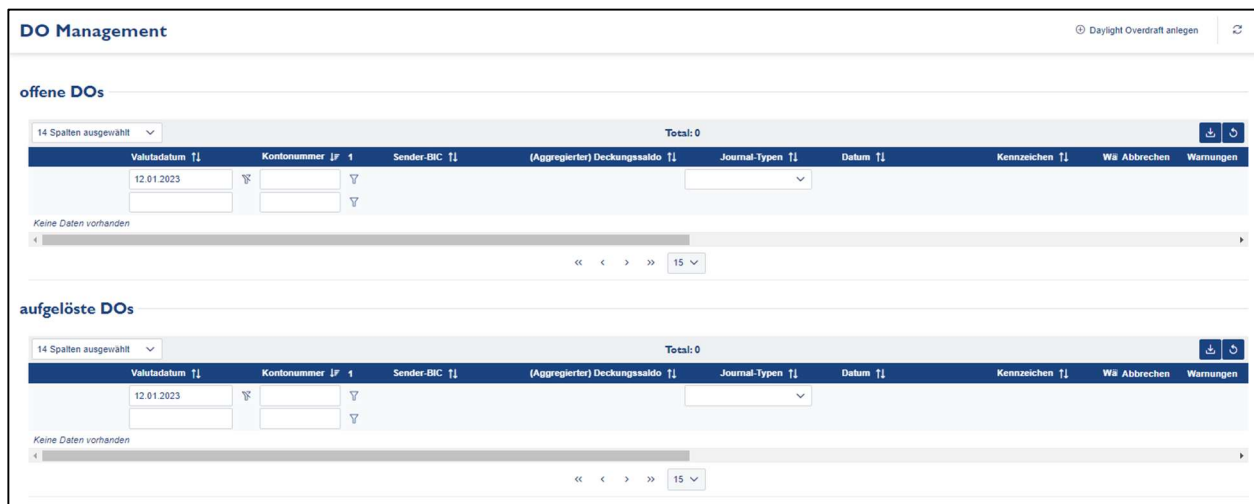 DO Management
Daylight Overdraft anlegen
offene DOs
14 Spalten ausgewählt Total: 0
Valutadatum Kontonummer 1 Sender-BIC (Aggregierter) Deckungssaldo Journal-Typen Datum Kennzeichen Wä Abbrechen Warnungen
12.01.2023
Keine Daten vorhanden
« ‹ › » 15
aufgelöste DOs
14 Spalten ausgewählt Total: 0
Valutadatum Kontonummer 1 Sender-BIC (Aggregierter) Deckungssaldo Journal-Typen Datum Kennzeichen Wä Abbrechen Warnungen
12.01.2023
Keine Daten vorhanden
« ‹ › » 15